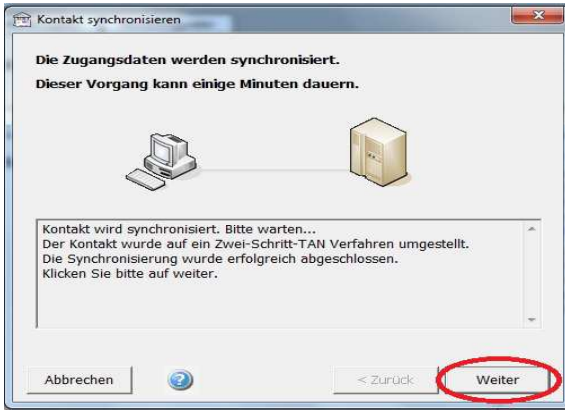 Kontakt synchronisieren
Die Zugangsdaten werden synchronisiert.
Dieser Vorgang kann einige Minuten dauern.
Kontakt wird synchronisiert. Bitte warten...
Der Kontakt wurde auf ein Zwei-Schritt-TAN Verfahren umgestellt.
Die Synchronisierung wurde erfolgreich abgeschlossen.
Klicken Sie bitte auf weiter.
Abbrechen
< Zurück
Weiter